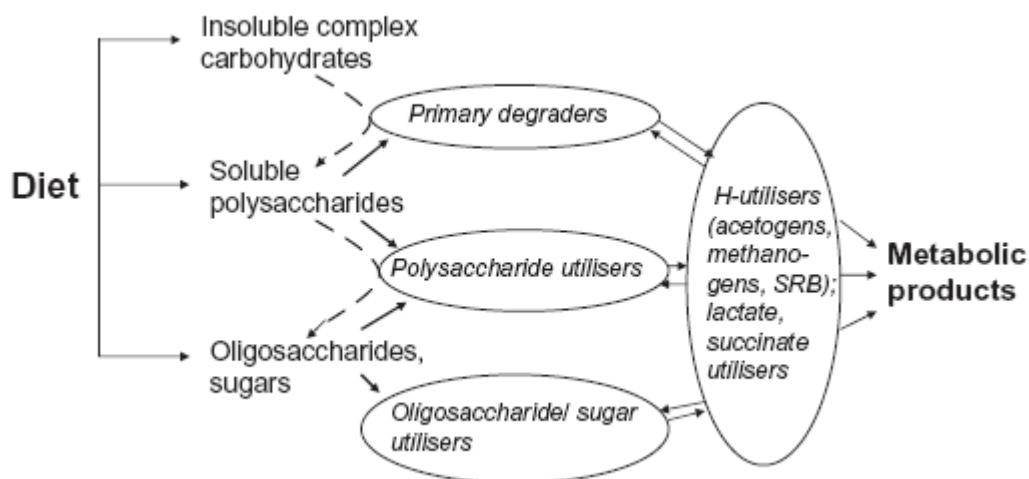 Insoluble complex
carbohydrates
Primary degraders
Diet
Soluble
polysaccharides
Polysaccharide utilisers
Oligosaccharides,
sugars
Oligosaccharide/ sugar
utilisers
H-utilisers
(acetogens,
methano-
gens, SRB);
lactate,
succinate
utilisers
Metabolic
products